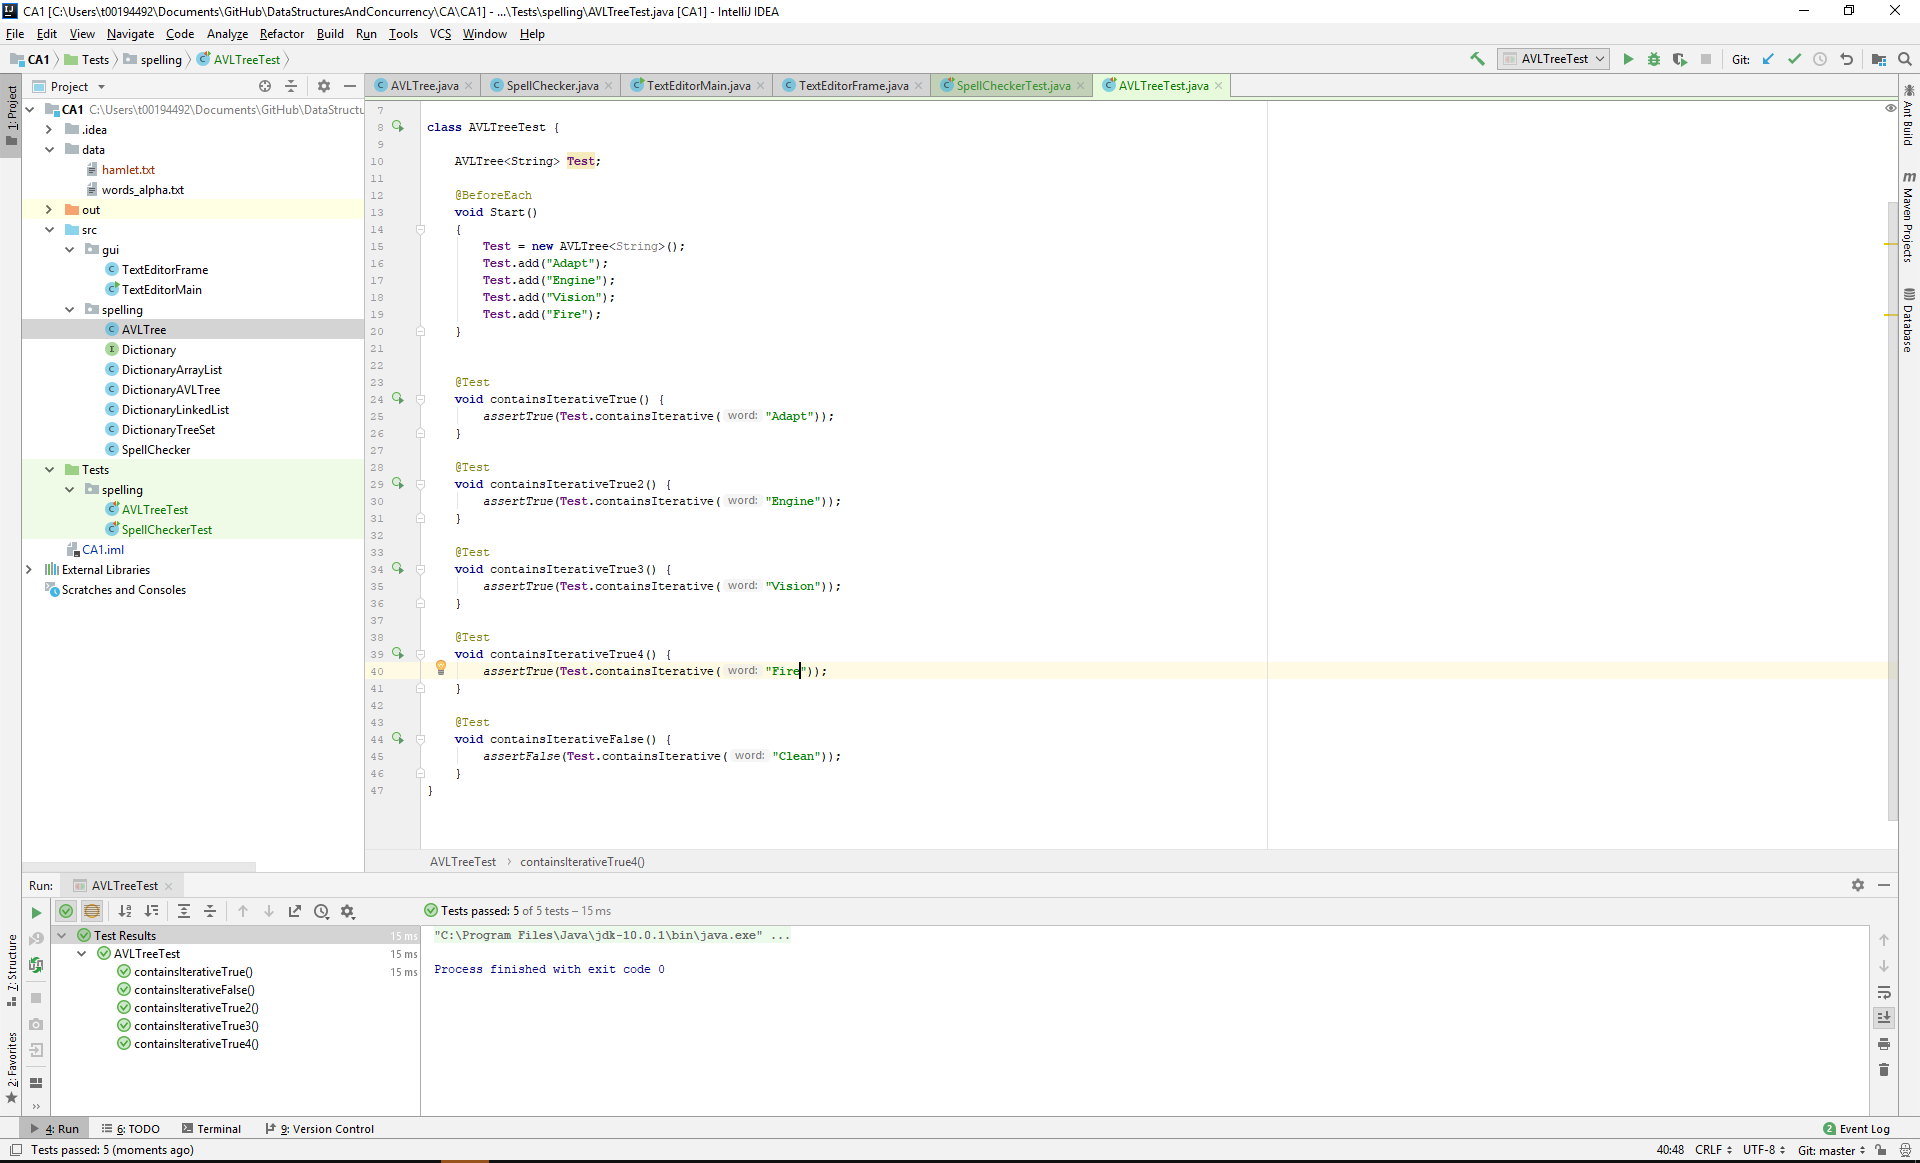 CA1 [C:\Users\t00194492\Documents\GitHub\DataStructuresAndConcurrency\CA\CA1] - ...\Tests\spelling\AVLTreeTest.java [CA1] - IntelliJ IDEA
File Edit View Navigate Code Analyze Refactor Build Run Tools VCS Window Help
CA1 Tests spelling AVLTreeTest
AVLTreeTest Git:
1: Project
Project
AVLTree.java SpellChecker.java TextEditorMain.java TextEditorFrame.java SpellCheckerTest.java AVLTreeTest.java
CA1 C:\Users\t00194492\Documents\GitHub\DataStructu
.idea
data
hamlet.txt
words_alpha.txt
out
src
gui
TextEditorFrame
TextEditorMain
spelling
AVLTree
Dictionary
DictionaryArrayList
DictionaryAVLTree
DictionaryLinkedList
DictionaryTreeSet
SpellChecker
Tests
spelling
AVLTreeTest
SpellCheckerTest
CA1.iml
External Libraries
Scratches and Consoles
7
8 class AVLTreeTest {
9
10 AVLTree<String> Test;
11
12 @BeforeEach
13 void Start()
14 {
15 Test = new AVLTree<String>();
16 Test.add("Adapt");
17 Test.add("Engine");
18 Test.add("Vision");
19 Test.add("Fire");
20 }
21
22
23 @Test
24 void containsIterativeTrue() {
25 assertTrue(Test.containsIterative( word: "Adapt"));
26 }
27
28 @Test
29 void containsIterativeTrue2() {
30 assertTrue(Test.containsIterative( word: "Engine"));
31 }
32
33 @Test
34 void containsIterativeTrue3() {
35 assertTrue(Test.containsIterative( word: "Vision"));
36 }
37
38 @Test
39 void containsIterativeTrue4() {
40 assertTrue(Test.containsIterative( word: "Fire"));
41 }
42
43 @Test
44 void containsIterativeFalse() {
45 assertFalse(Test.containsIterative( word: "Clean"));
46 }
47 }
AVLTreeTest containsIterativeTrue4()
Ant Build
Maven Projects
Database
Run: AVLTreeTest
Tests passed: 5 of 5 tests – 15 ms
Test Results 15 ms
AVLTreeTest 15 ms
containsIterativeTrue() 15 ms
containsIterativeFalse()
containsIterativeTrue2()
containsIterativeTrue3()
containsIterativeTrue4()
"C:\Program Files\Java\jdk-10.0.1\bin\java.exe" ...
Process finished with exit code 0
7: Structure
2: Favorites
4: Run 6: TODO Terminal 9: Version Control 2 Event Log
Tests passed: 5 (moments ago) 40:48 CRLF UTF-8 Git: master